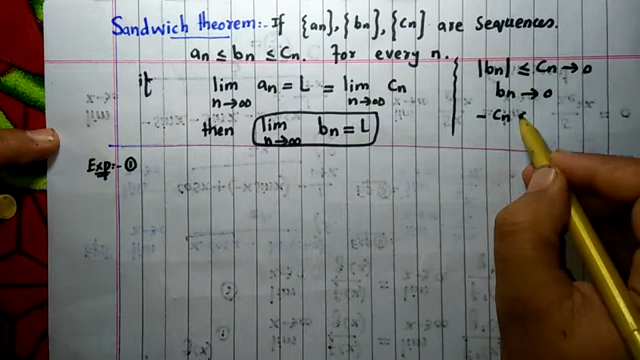 Sandwich theorem:- If {an}, {bn}, {cn} are sequences.
an ≤ bn ≤ cn. for every n.
if lim n→∞ an = L = lim n→∞ cn
then lim n→∞ bn = L
|bn| ≤ cn → 0
bn → 0
- cn ≤
Exp:- ①